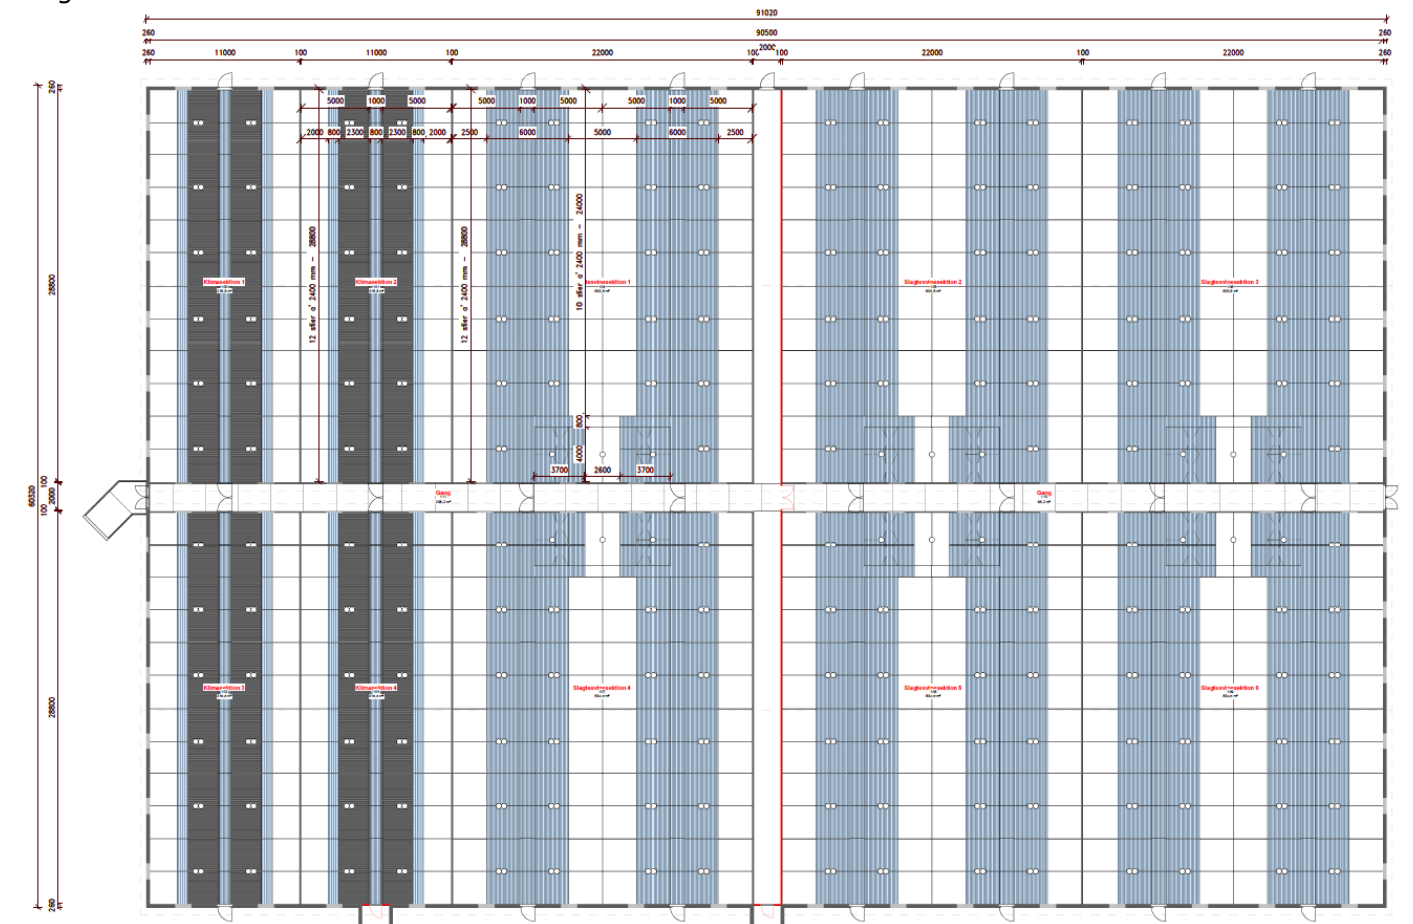 91020
260 90500 260
2000
260 11000 100 11000 100 22000 100 100 22000 100 22000 260
260
5000 1000 5000 5000 1000 5000 5000 1000 5000
2000 800 2300 800 2300 800 2000 2500 6000 5000 6000 2500
12 stier a' 2400 mm - 28800
12 stier a' 2400 mm - 28800
10 stier a' 2400 mm - 24000
28800
Klimasektion 1
Klimasektion 2
Slagtesvinesektion 2
Slagtesvinesektion 3
800
4000
3700 2600 3700
60320
100
2000
100
Gang
Gang
28800
Klimasektion 3
Klimasektion 4
Slagtesvinesektion 4
Slagtesvinesektion 5
Slagtesvinesektion 6
260